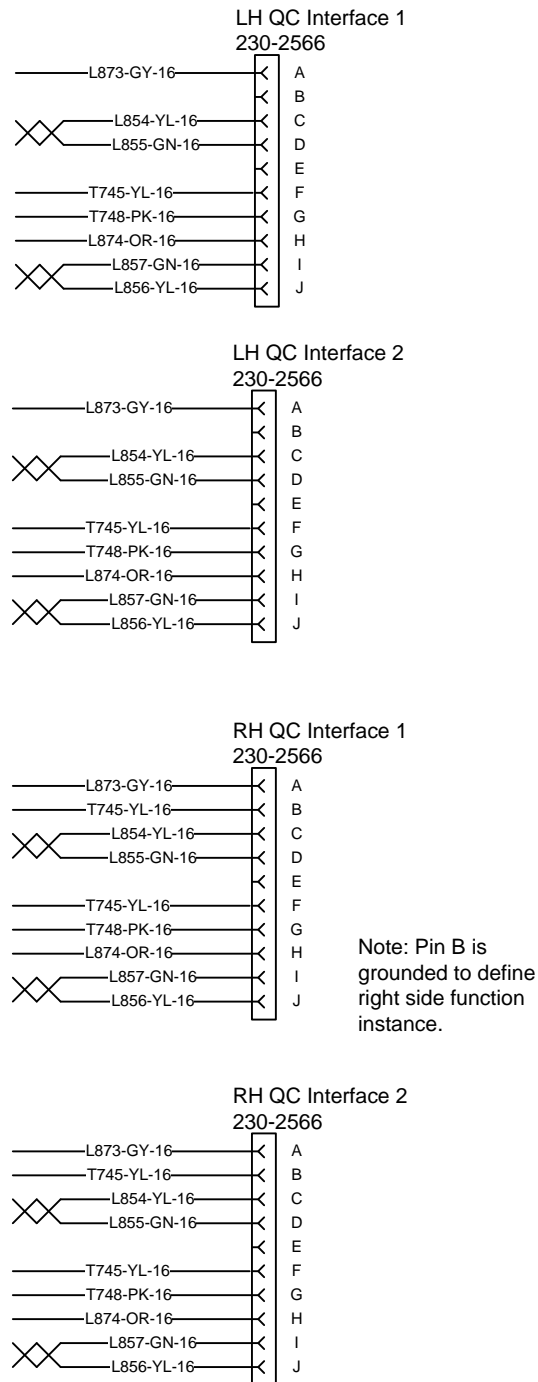 LH QC Interface 1
230-2566
L873-GY-16 A
B
L854-YL-16 C
L855-GN-16 D
E
T745-YL-16 F
T748-PK-16 G
L874-OR-16 H
L857-GN-16 I
L856-YL-16 J
LH QC Interface 2
230-2566
L873-GY-16 A
B
L854-YL-16 C
L855-GN-16 D
E
T745-YL-16 F
T748-PK-16 G
L874-OR-16 H
L857-GN-16 I
L856-YL-16 J
RH QC Interface 1
230-2566
L873-GY-16 A
T745-YL-16 B
L854-YL-16 C
L855-GN-16 D
E
T745-YL-16 F
T748-PK-16 G
L874-OR-16 H
L857-GN-16 I
L856-YL-16 J
Note: Pin B is
grounded to define
right side function
instance.
RH QC Interface 2
230-2566
L873-GY-16 A
T745-YL-16 B
L854-YL-16 C
L855-GN-16 D
E
T745-YL-16 F
T748-PK-16 G
L874-OR-16 H
L857-GN-16 I
L856-YL-16 J